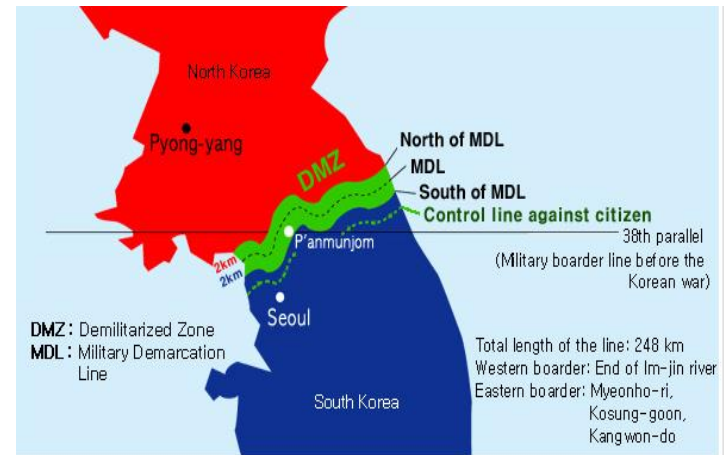 North Korea
Pyong-yang
DMZ
North of MDL
MDL
South of MDL
Control line against citizen
P'anmunjom
38th parallel
(Military boarder line before the
Korean war)
2km
2km
Seoul
DMZ : Demilitarized Zone
MDL : Military Demarcation
Line
South Korea
Total length of the line: 248 km
Western boarder: End of Im-jin river
Eastern boarder: Myeonho-ri,
Kosung-goon,
Kangwon-do